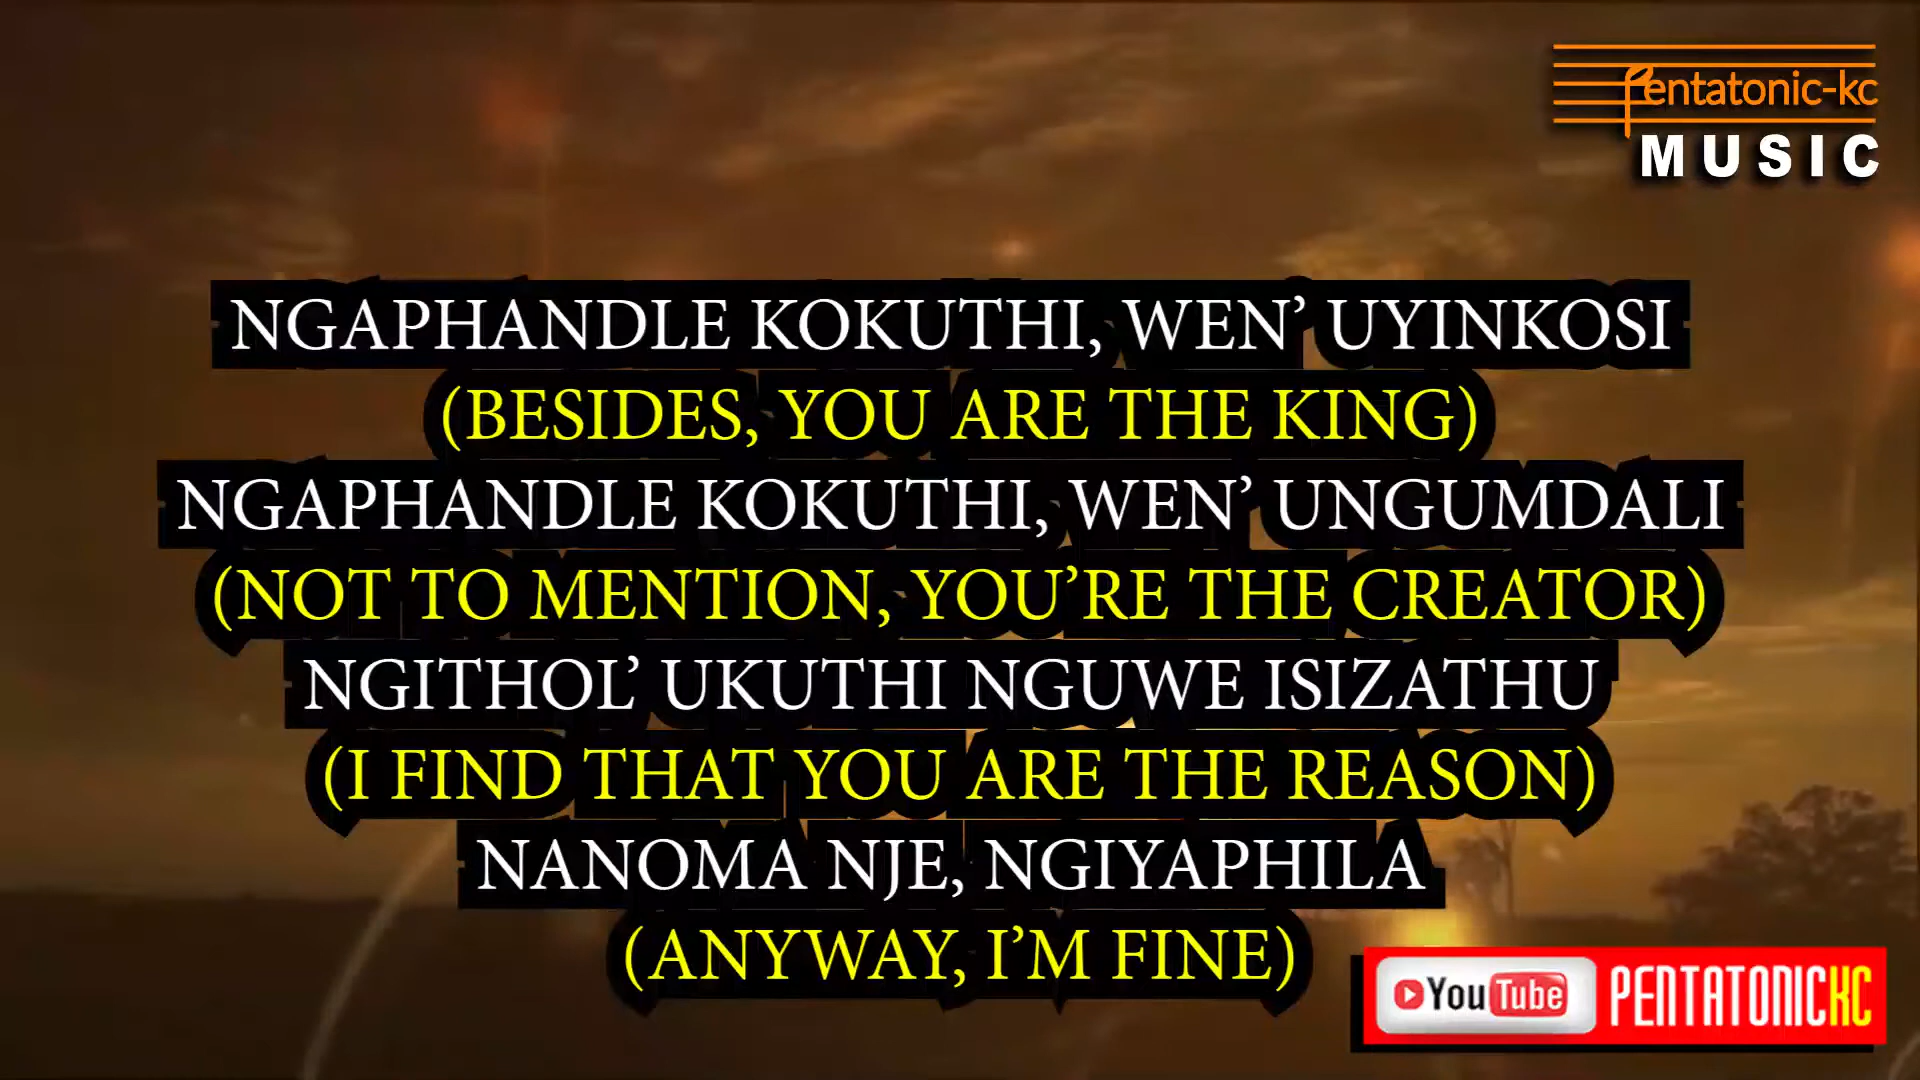 Pentatonic-kc
MUSIC
NGAPHANDLE KOKUTHI, WEN’ UYINKOSI
(BESIDES, YOU ARE THE KING)
NGAPHANDLE KOKUTHI, WEN’ UNGUMDALI
(NOT TO MENTION, YOU’RE THE CREATOR)
NGITHOL’ UKUTHI NGUWE ISIZATHU
(I FIND THAT YOU ARE THE REASON)
NANOMA NJE, NGIYAPHILA
(ANYWAY, I’M FINE)
YouTube PENTATONICKC